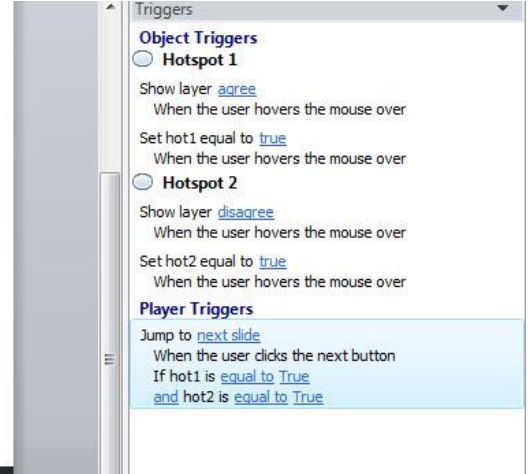 Triggers
Object Triggers
Hotspot 1
Show layer agree
When the user hovers the mouse over
Set hot1 equal to true
When the user hovers the mouse over
Hotspot 2
Show layer disagree
When the user hovers the mouse over
Set hot2 equal to true
When the user hovers the mouse over
Player Triggers
Jump to next slide
When the user clicks the next button
If hot1 is equal to True
and hot2 is equal to True